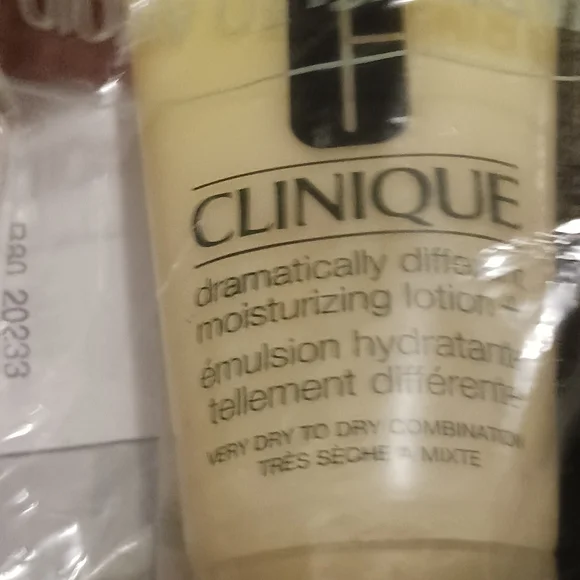 CLINIQUE
dramatically different
moisturizing lotion+
émulsion hydratante
tellement différente
VERY DRY TO DRY COMBINATION
TRÈS SÈCHE À MIXTE
20233